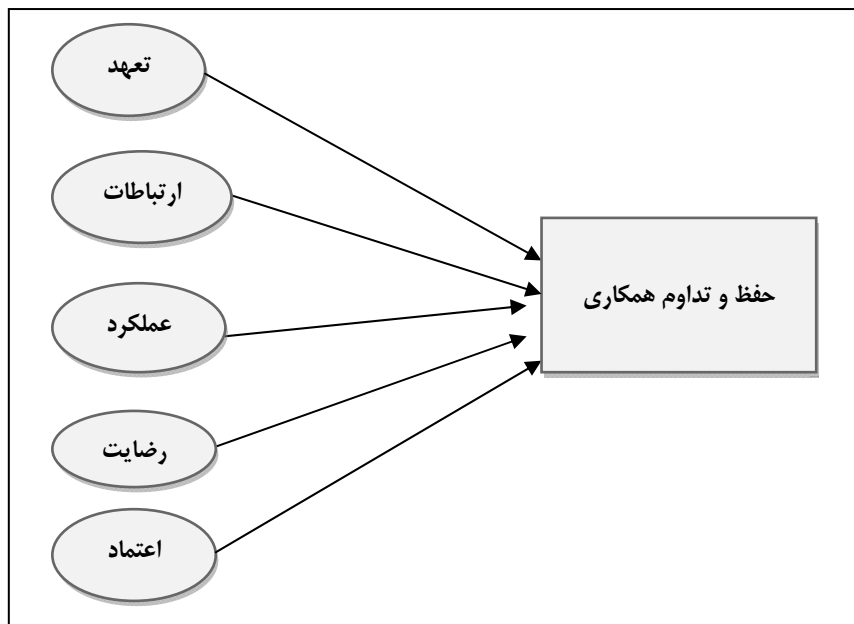 تعهد
ارتباطات
عملکرد
رضایت
اعتماد
حفظ و تداوم همکاری